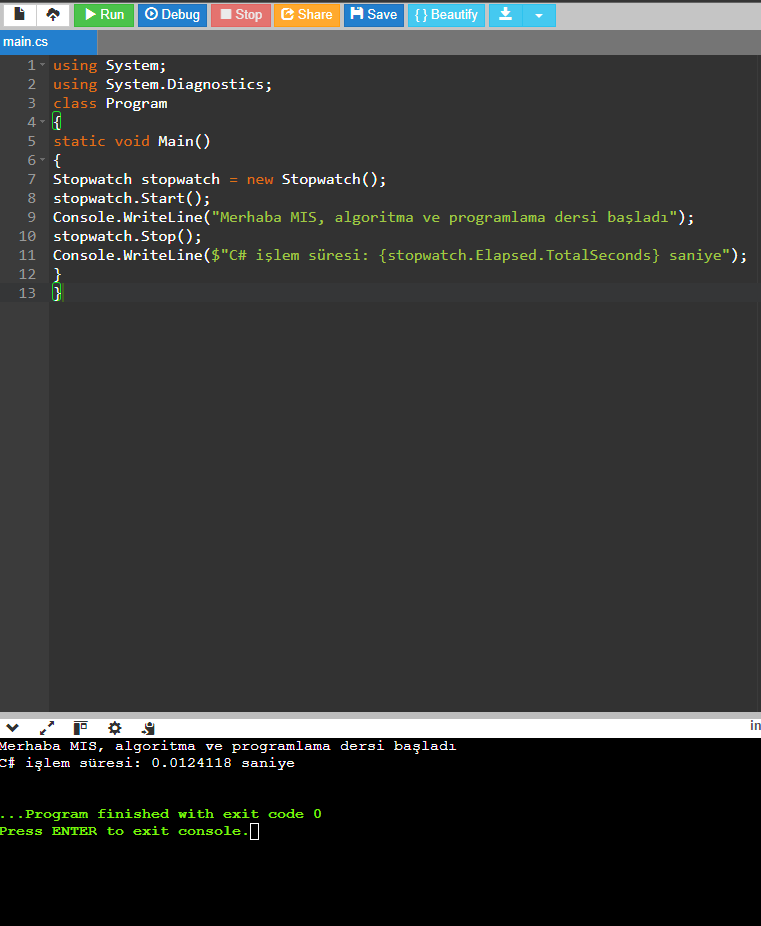 Run Debug Stop Share Save { } Beautify
main.cs
1 using System;
2 using System.Diagnostics;
3 class Program
4 {
5 static void Main()
6 {
7 Stopwatch stopwatch = new Stopwatch();
8 stopwatch.Start();
9 Console.WriteLine("Merhaba MIS, algoritma ve programlama dersi başladı");
10 stopwatch.Stop();
11 Console.WriteLine($"C# işlem süresi: {stopwatch.Elapsed.TotalSeconds} saniye");
12 }
13 }
in
Merhaba MIS, algoritma ve programlama dersi başladı
C# işlem süresi: 0.0124118 saniye
...Program finished with exit code 0
Press ENTER to exit console.